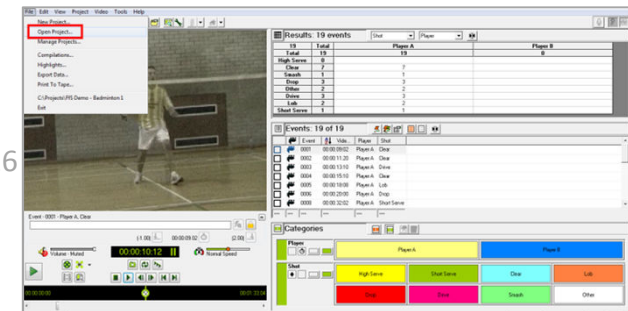 File Edit View Project Video Tools Help
New Project...
Open Project...
Manage Projects...
Compilations...
Highlights...
Export Data...
Print To Tape...
C:\Projects\FIS Demo - Badminton 1
Exit
6
Event - 0001 - Player A, Clear
(1.00) 00:00:09:02 (2.00)
Volume : Muted 00:00:10:12 Normal Speed
00:00:00:00 00:01:33:04
Results: 19 events Shot Player
19 Total Player A Player B
Total 19 19 0
High Serve 0
Clear 7 7
Smash 1 1
Drop 3 3
Other 2 2
Drive 3 3
Lob 2 2
Short Serve 1 1
Events: 19 of 19
Event Vide... Player Shot
0001 00:00:09:02 Player A Clear
0002 00:00:11:20 Player A Clear
0003 00:00:13:10 Player A Drive
0004 00:00:15:10 Player A Clear
0005 00:00:18:06 Player A Lob
0006 00:00:20:00 Player A Drop
0008 00:00:32:02 Player A Short Serve
Categories
Player
Player A Player B
Shot
High Serve Short Serve Clear Lob
Drop Drive Smash Other